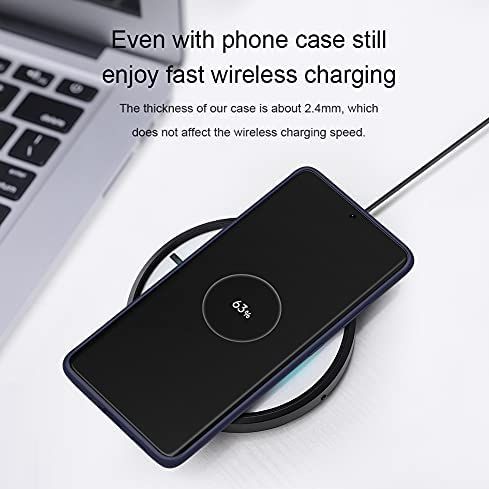 Even with phone case still
enjoy fast wireless charging
The thickness of our case is about 2.4mm, which
does not affect the wireless charging speed.
63%